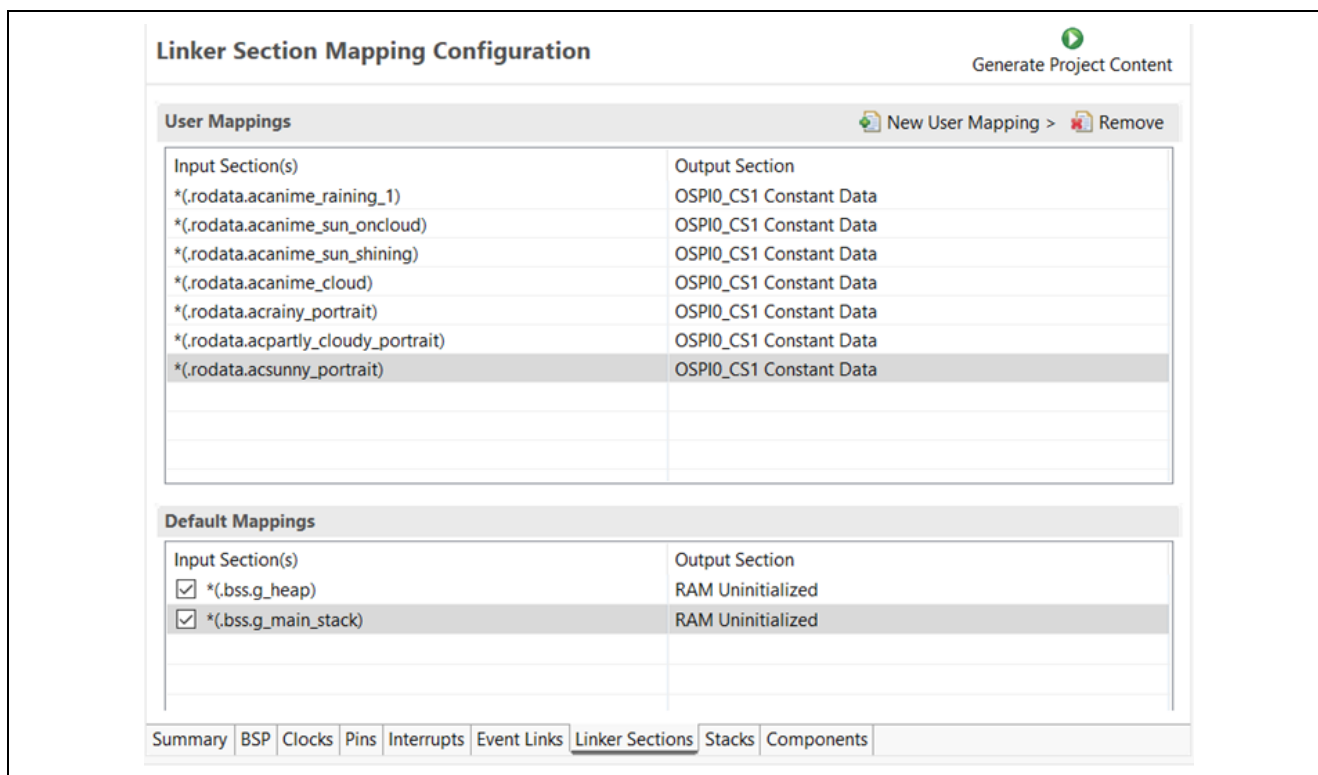 Linker Section Mapping Configuration
Generate Project Content
User Mappings New User Mapping > Remove
Input Section(s) Output Section
*(.rodata.acanime_raining_1) OSPI0_CS1 Constant Data
*(.rodata.acanime_sun_oncloud) OSPI0_CS1 Constant Data
*(.rodata.acanime_sun_shining) OSPI0_CS1 Constant Data
*(.rodata.acanime_cloud) OSPI0_CS1 Constant Data
*(.rodata.acrainy_portrait) OSPI0_CS1 Constant Data
*(.rodata.acpartly_cloudy_portrait) OSPI0_CS1 Constant Data
*(.rodata.acsunny_portrait) OSPI0_CS1 Constant Data
Default Mappings
Input Section(s) Output Section
*(.bss.g_heap) RAM Uninitialized
*(.bss.g_main_stack) RAM Uninitialized
Summary BSP Clocks Pins Interrupts Event Links Linker Sections Stacks Components